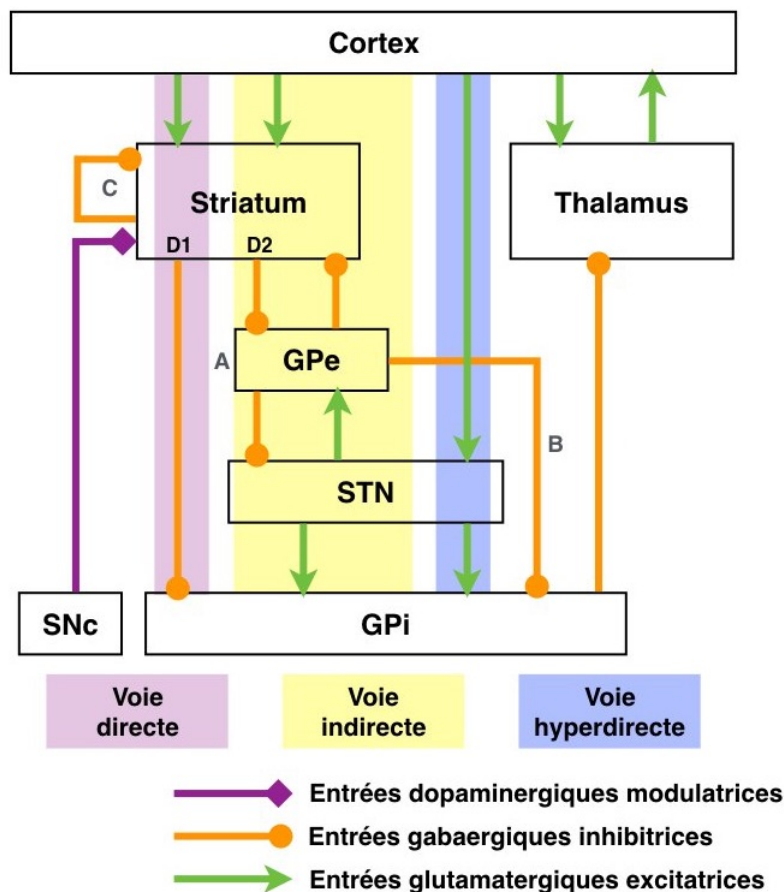 Cortex
C
Striatum
Thalamus
D1 D2
A
GPe
B
STN
SNc
GPi
Voie
directe
Voie
indirecte
Voie
hyperdirecte
Entrées dopaminergiques modulatrices
Entrées gabaergiques inhibitrices
Entrées glutamatergiques excitatrices